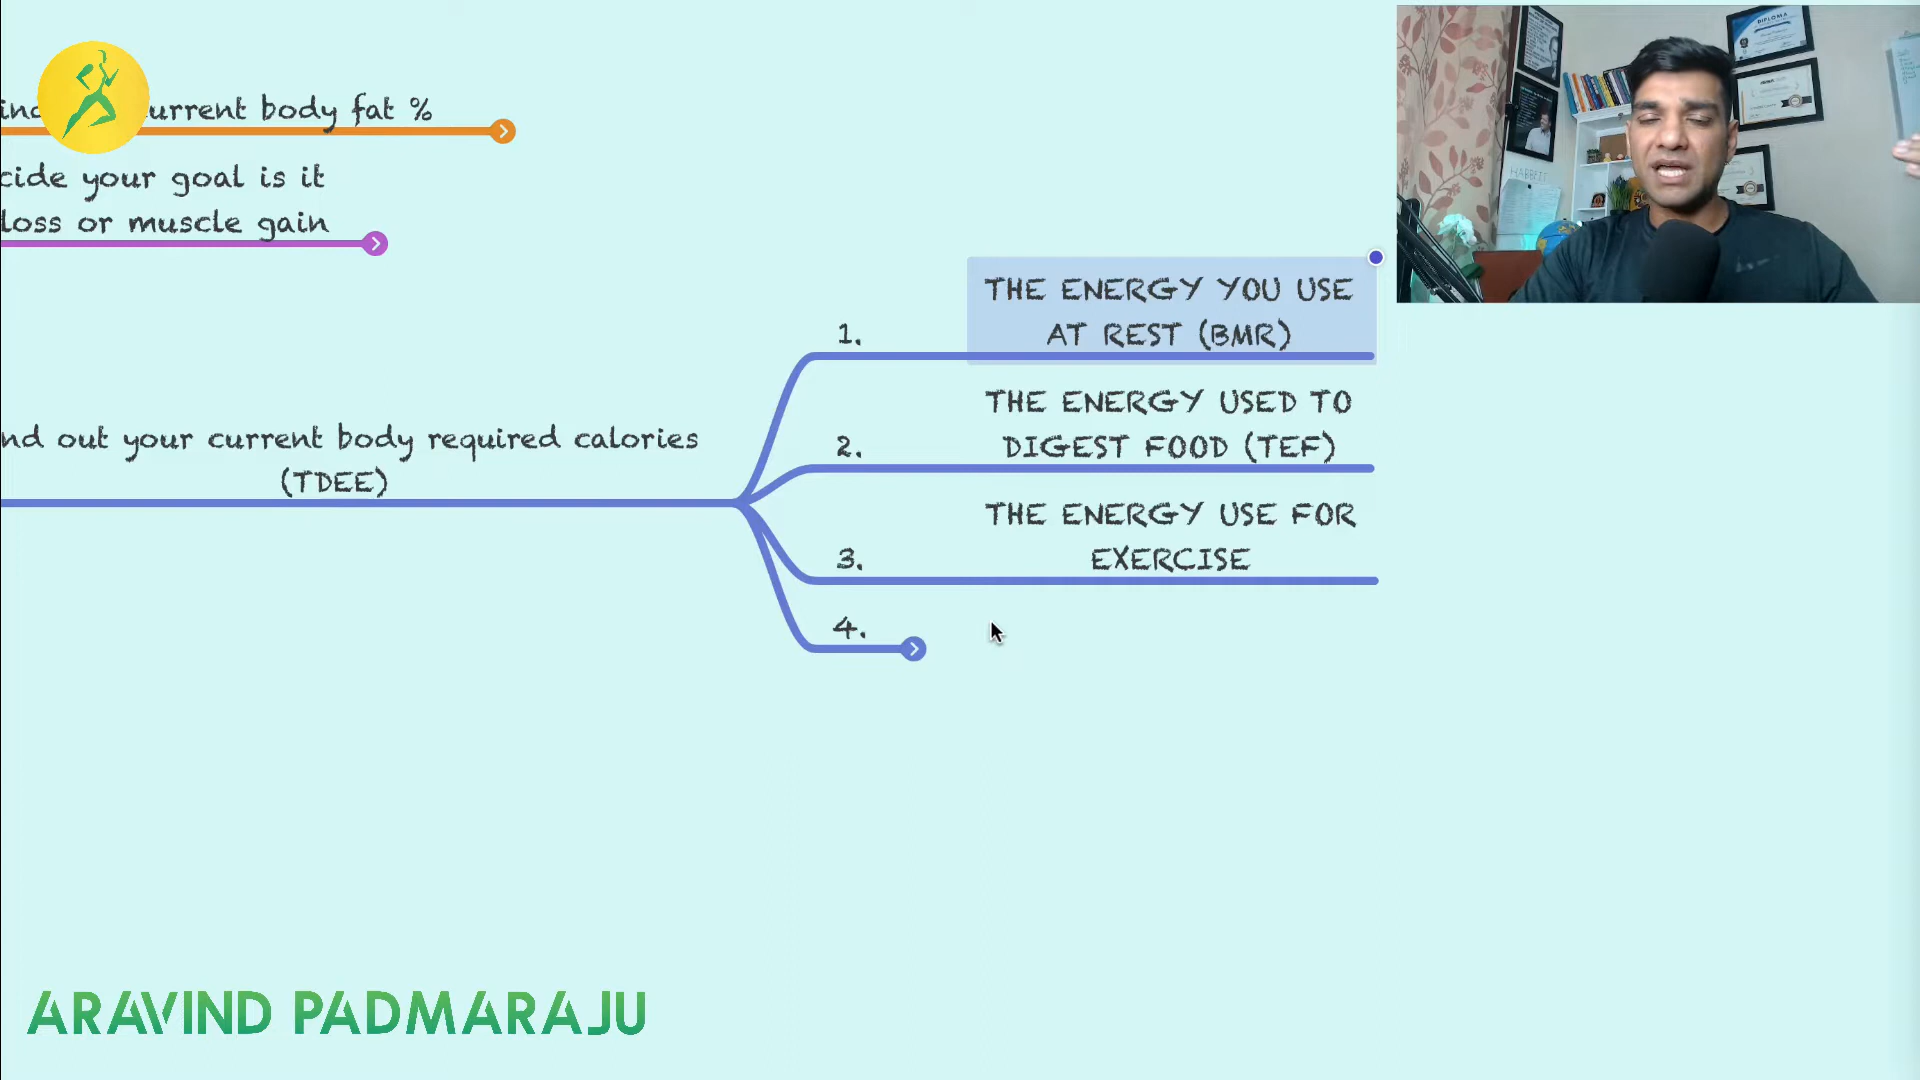 urrent body fat %
cide your goal is it
loss or muscle gain
1. THE ENERGY YOU USE
AT REST (BMR)
2. THE ENERGY USED TO
DIGEST FOOD (TEF)
nd out your current body required calories
(TDEE)
3. THE ENERGY USE FOR
EXERCISE
4.
DIPLOMA
HABBFIT
ARAVIND PADMARAJU